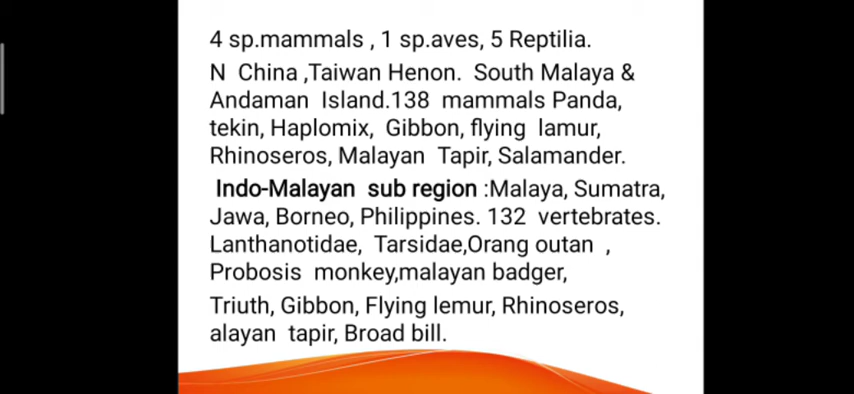 4 sp.mammals , 1 sp.aves, 5 Reptilia.
N China ,Taiwan Henon. South Malaya &
Andaman Island.138 mammals Panda,
tekin, Haplomix, Gibbon, flying lamur,
Rhinoseros, Malayan Tapir, Salamander.
Indo-Malayan sub region :Malaya, Sumatra,
Jawa, Borneo, Philippines. 132 vertebrates.
Lanthanotidae, Tarsidae,Orang outan ,
Probosis monkey,malayan badger,
Triuth, Gibbon, Flying lemur, Rhinoseros,
alayan tapir, Broad bill.